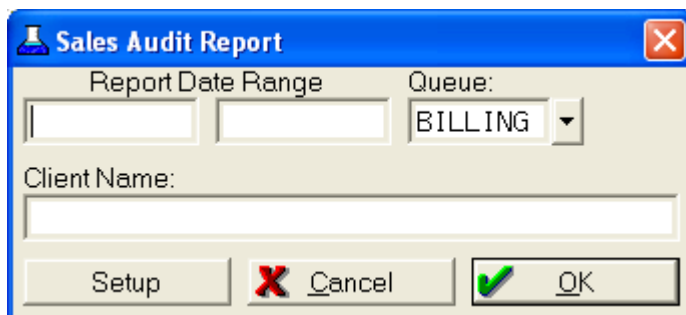 Sales Audit Report
Report Date Range Queue:
BILLING
Client Name:
Setup Cancel OK